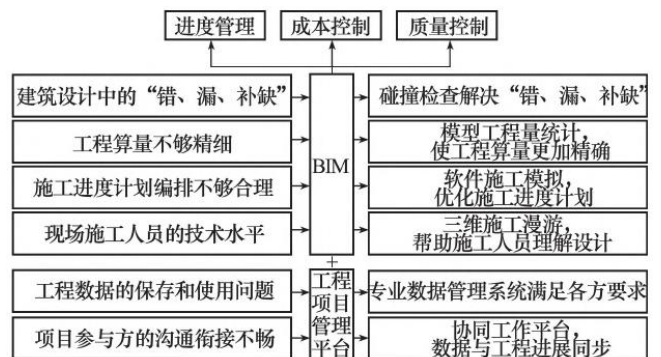 进度管理 成本控制 质量控制
建筑设计中的“错、漏、补缺”
碰撞检查解决“错、漏、补缺”
工程算量不够精细
模型工程量统计，
使工程算量更加精确
BIM
施工进度计划编排不够合理
软件施工模拟，
优化施工进度计划
现场施工人员的技术水平
三维施工漫游，
帮助施工人员理解设计
+
工程数据的保存和使用问题
工程
项目
管理
平台
专业数据管理系统满足各方要求
项目参与方的沟通衔接不畅
协同工作平台，
数据与工程进展同步